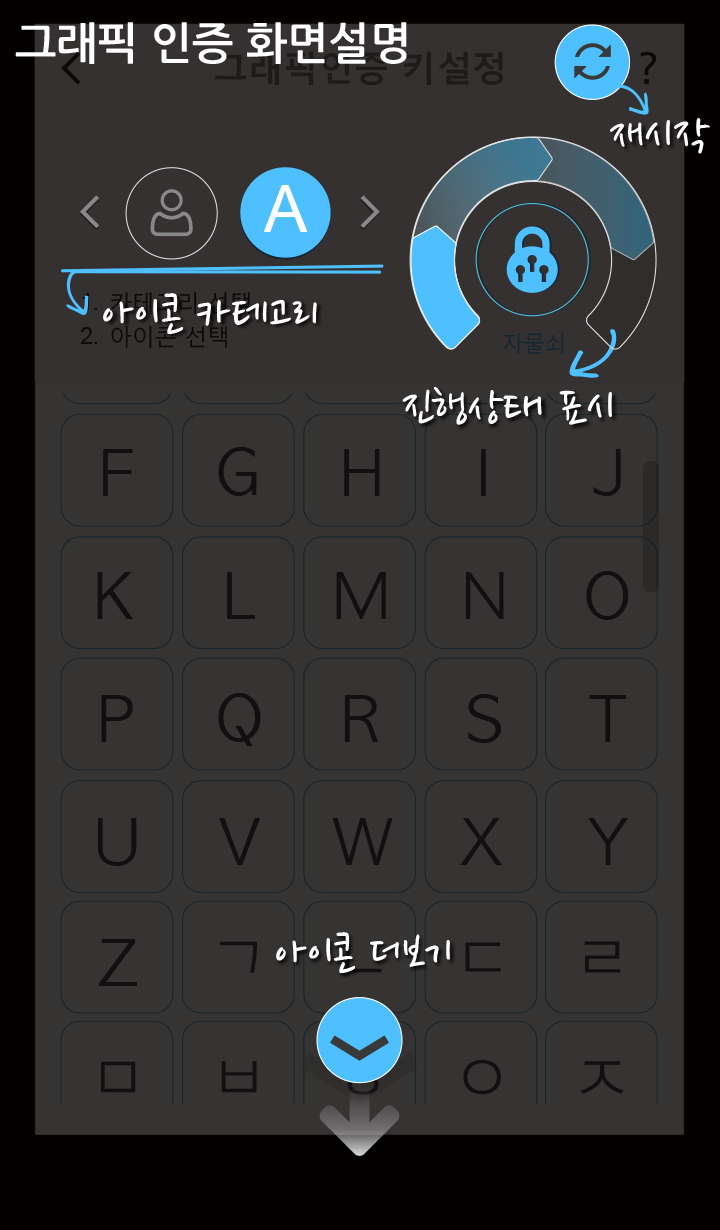 그래픽 인증 화면설명
그래픽인증 키설정
?
재시작
A
1. 카테고리 선택
아이콘 카테고리
2. 아이콘 선택
자물쇠
진행상태 표시
F G H I J
K L M N O
P Q R S T
U V W X Y
Z ㄱ ㄴ ㄷ ㄹ
아이콘 더보기
ㅁ ㅂ ㅇ ㅈ